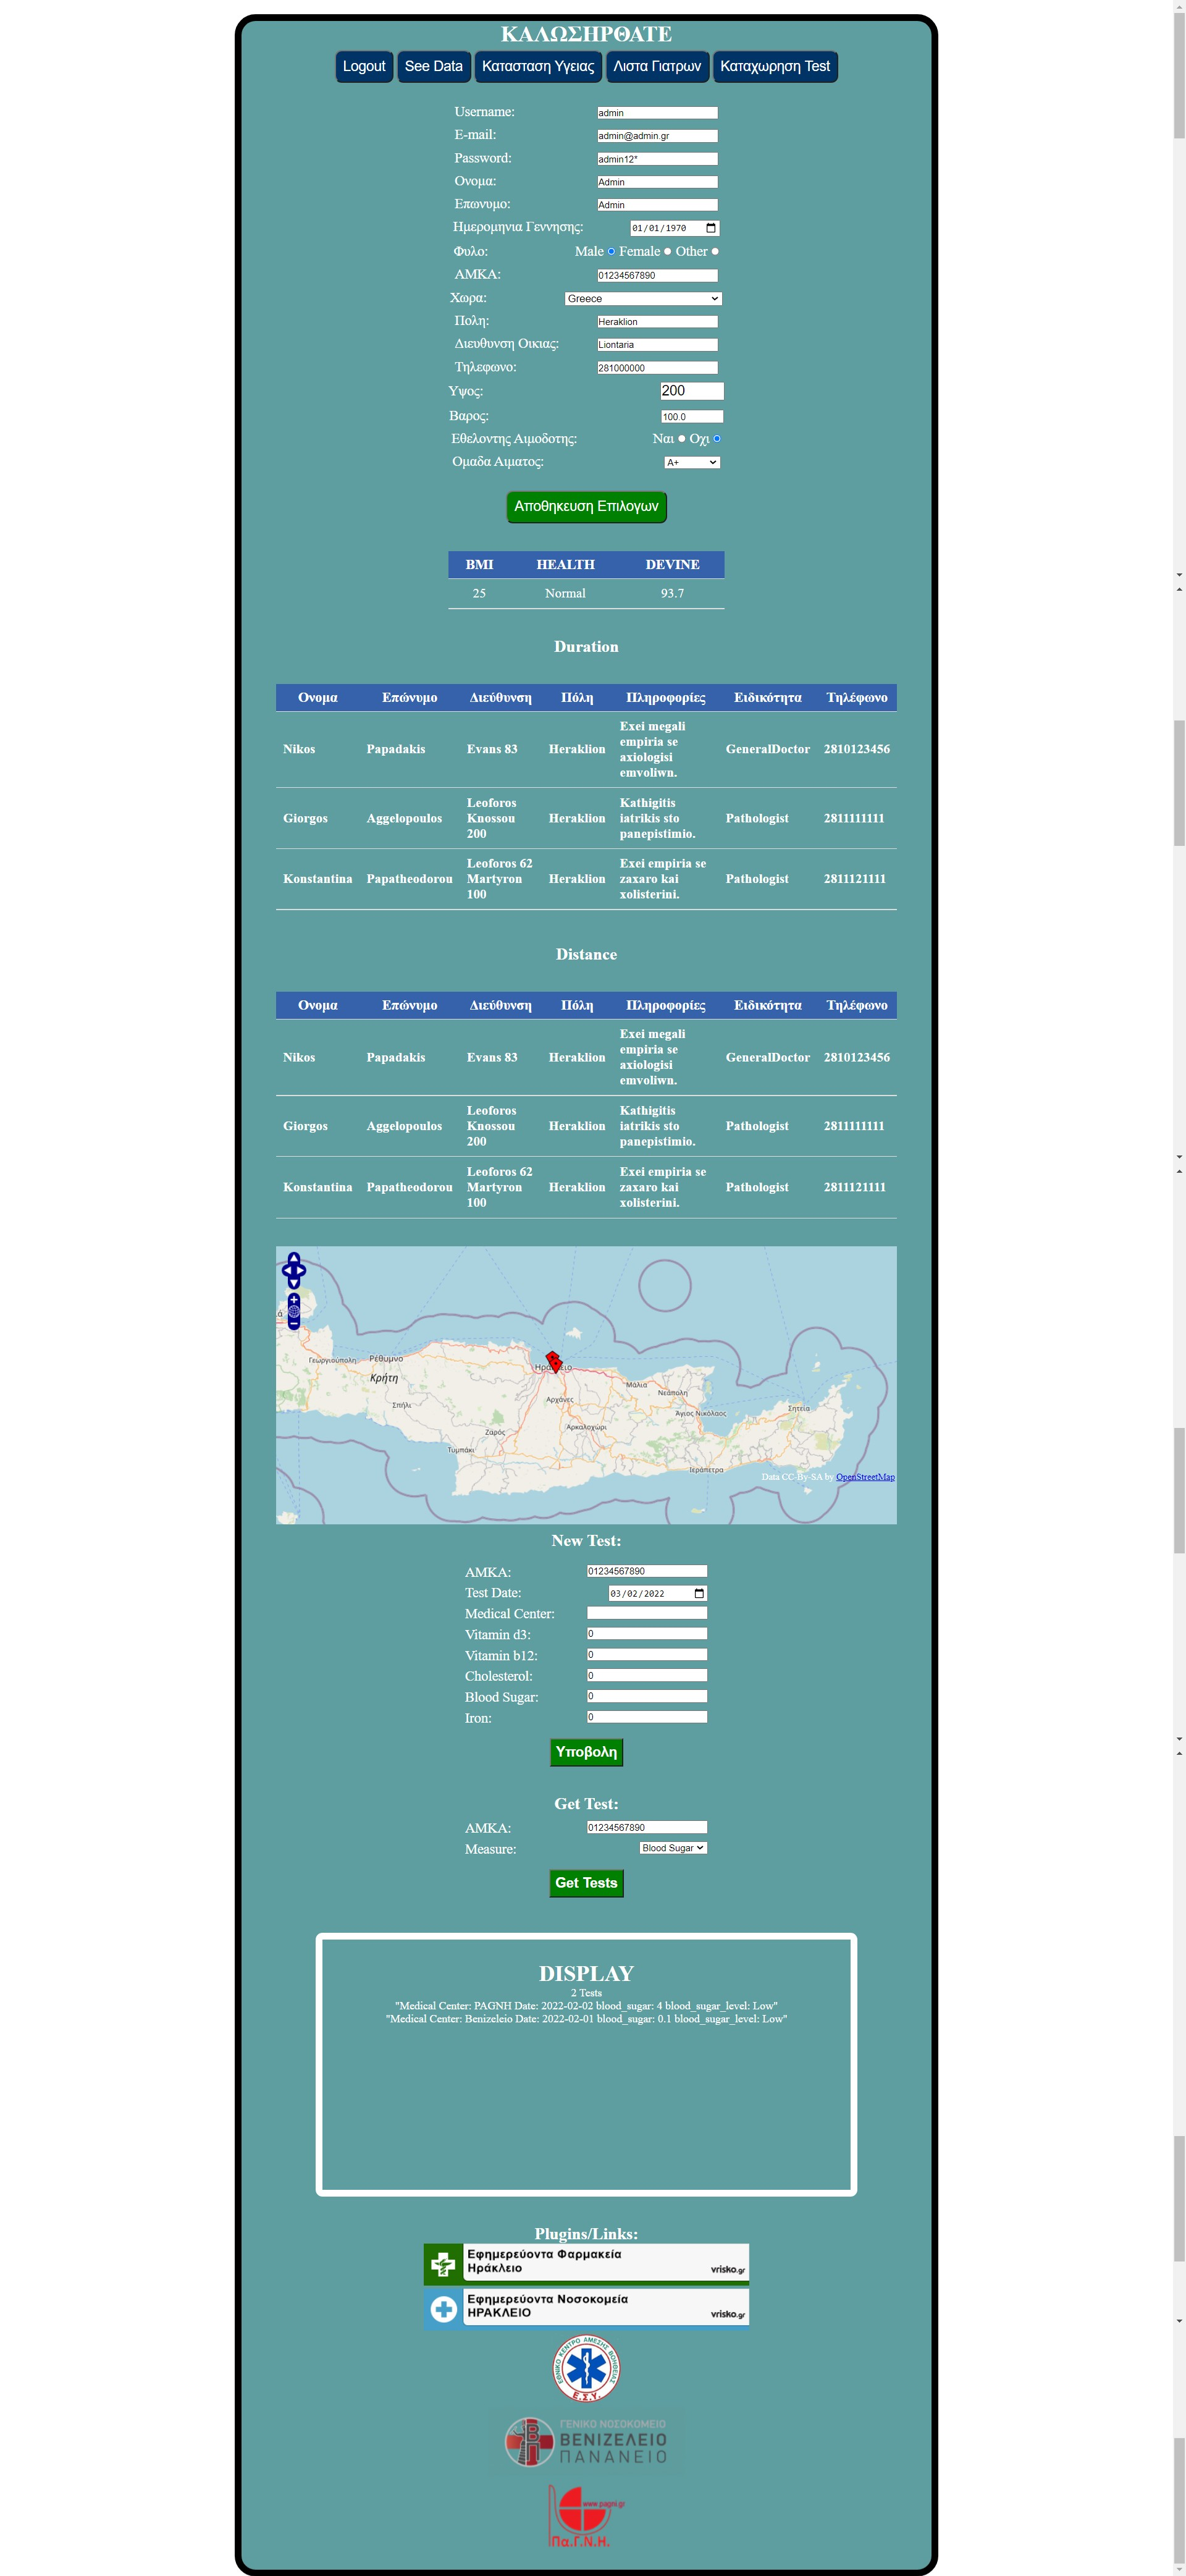 ΚΑΛΩΣΗΡΘΑΤΕ
Logout See Data Κατασταση Υγειας Λιστα Γιατρων Καταχωρηση Test
Username: admin
E-mail: admin@admin.gr
Password: admin12*
Ονομα: Admin
Επωνυμο: Admin
Ημερομηνια Γεννησης: 01/01/1970
Φυλο: Male Female Other
ΑΜΚΑ: 01234567890
Χωρα: Greece
Πολη: Heraklion
Διευθυνση Οικιας: Liontaria
Τηλεφωνο: 281000000
Υψος: 200
Βαρος: 100.0
Εθελοντης Αιμοδοτης: Ναι Οχι
Ομαδα Αιματος: A+
Αποθηκευση Επιλογων
BMI HEALTH DEVINE
25 Normal 93.7
Duration
Ονομα Επώνυμο Διεύθυνση Πόλη Πληροφορίες Ειδικότητα Τηλέφωνο
Nikos Papadakis Evans 83 Heraklion Exei megali empiria se axiologisi emvoliwn. GeneralDoctor 2810123456
Giorgos Aggelopoulos Leoforos Knossou 200 Heraklion Kathigitis iatrikis sto panepistimio. Pathologist 2811111111
Konstantina Papatheodorou Leoforos 62 Martyron 100 Heraklion Exei empiria se zaxaro kai xolisterini. Pathologist 2811121111
Distance
Ονομα Επώνυμο Διεύθυνση Πόλη Πληροφορίες Ειδικότητα Τηλέφωνο
Nikos Papadakis Evans 83 Heraklion Exei megali empiria se axiologisi emvoliwn. GeneralDoctor 2810123456
Giorgos Aggelopoulos Leoforos Knossou 200 Heraklion Kathigitis iatrikis sto panepistimio. Pathologist 2811111111
Konstantina Papatheodorou Leoforos 62 Martyron 100 Heraklion Exei empiria se zaxaro kai xolisterini. Pathologist 2811121111
Γεωργιούπολη Ρέθυμνο
Κρήτη
Μάλια
Νεάπολη
Σπήλι Αρχάνες
Άγιος Νικόλαος Σητεία
Ζαρός Αρκαλοχώρι
Τυμπάκι
Ιεράπετρα
Data CC-By-SA by OpenStreetMap
New Test:
AMKA: 01234567890
Test Date: 03/02/2022
Medical Center:
Vitamin d3: 0
Vitamin b12: 0
Cholesterol: 0
Blood Sugar: 0
Iron: 0
Υποβολη
Get Test:
AMKA: 01234567890
Measure: Blood Sugar
Get Tests
DISPLAY
2 Tests
"Medical Center: PAGNH Date: 2022-02-02 blood_sugar: 4 blood_sugar_level: Low"
"Medical Center: Benizeleio Date: 2022-02-01 blood_sugar: 0.1 blood_sugar_level: Low"
Plugins/Links:
Εφημερεύοντα Φαρμακεία
Ηράκλειο
vrisko.gr
Εφημερεύοντα Νοσοκομεία
ΗΡΑΚΛΕΙΟ
vrisko.gr
ΕΘΝΙΚΟ ΚΕΝΤΡΟ ΑΜΕΣΗΣ ΒΟΗΘΕΙΑΣ
Ε.Σ.Υ.
ΓΕΝΙΚΟ ΝΟΣΟΚΟΜΕΙΟ
ΒΕΝΙΖΕΛΕΙΟ
ΠΑΝΑΝΕΙΟ
www.pagni.gr
Πα.Γ.Ν.Η.